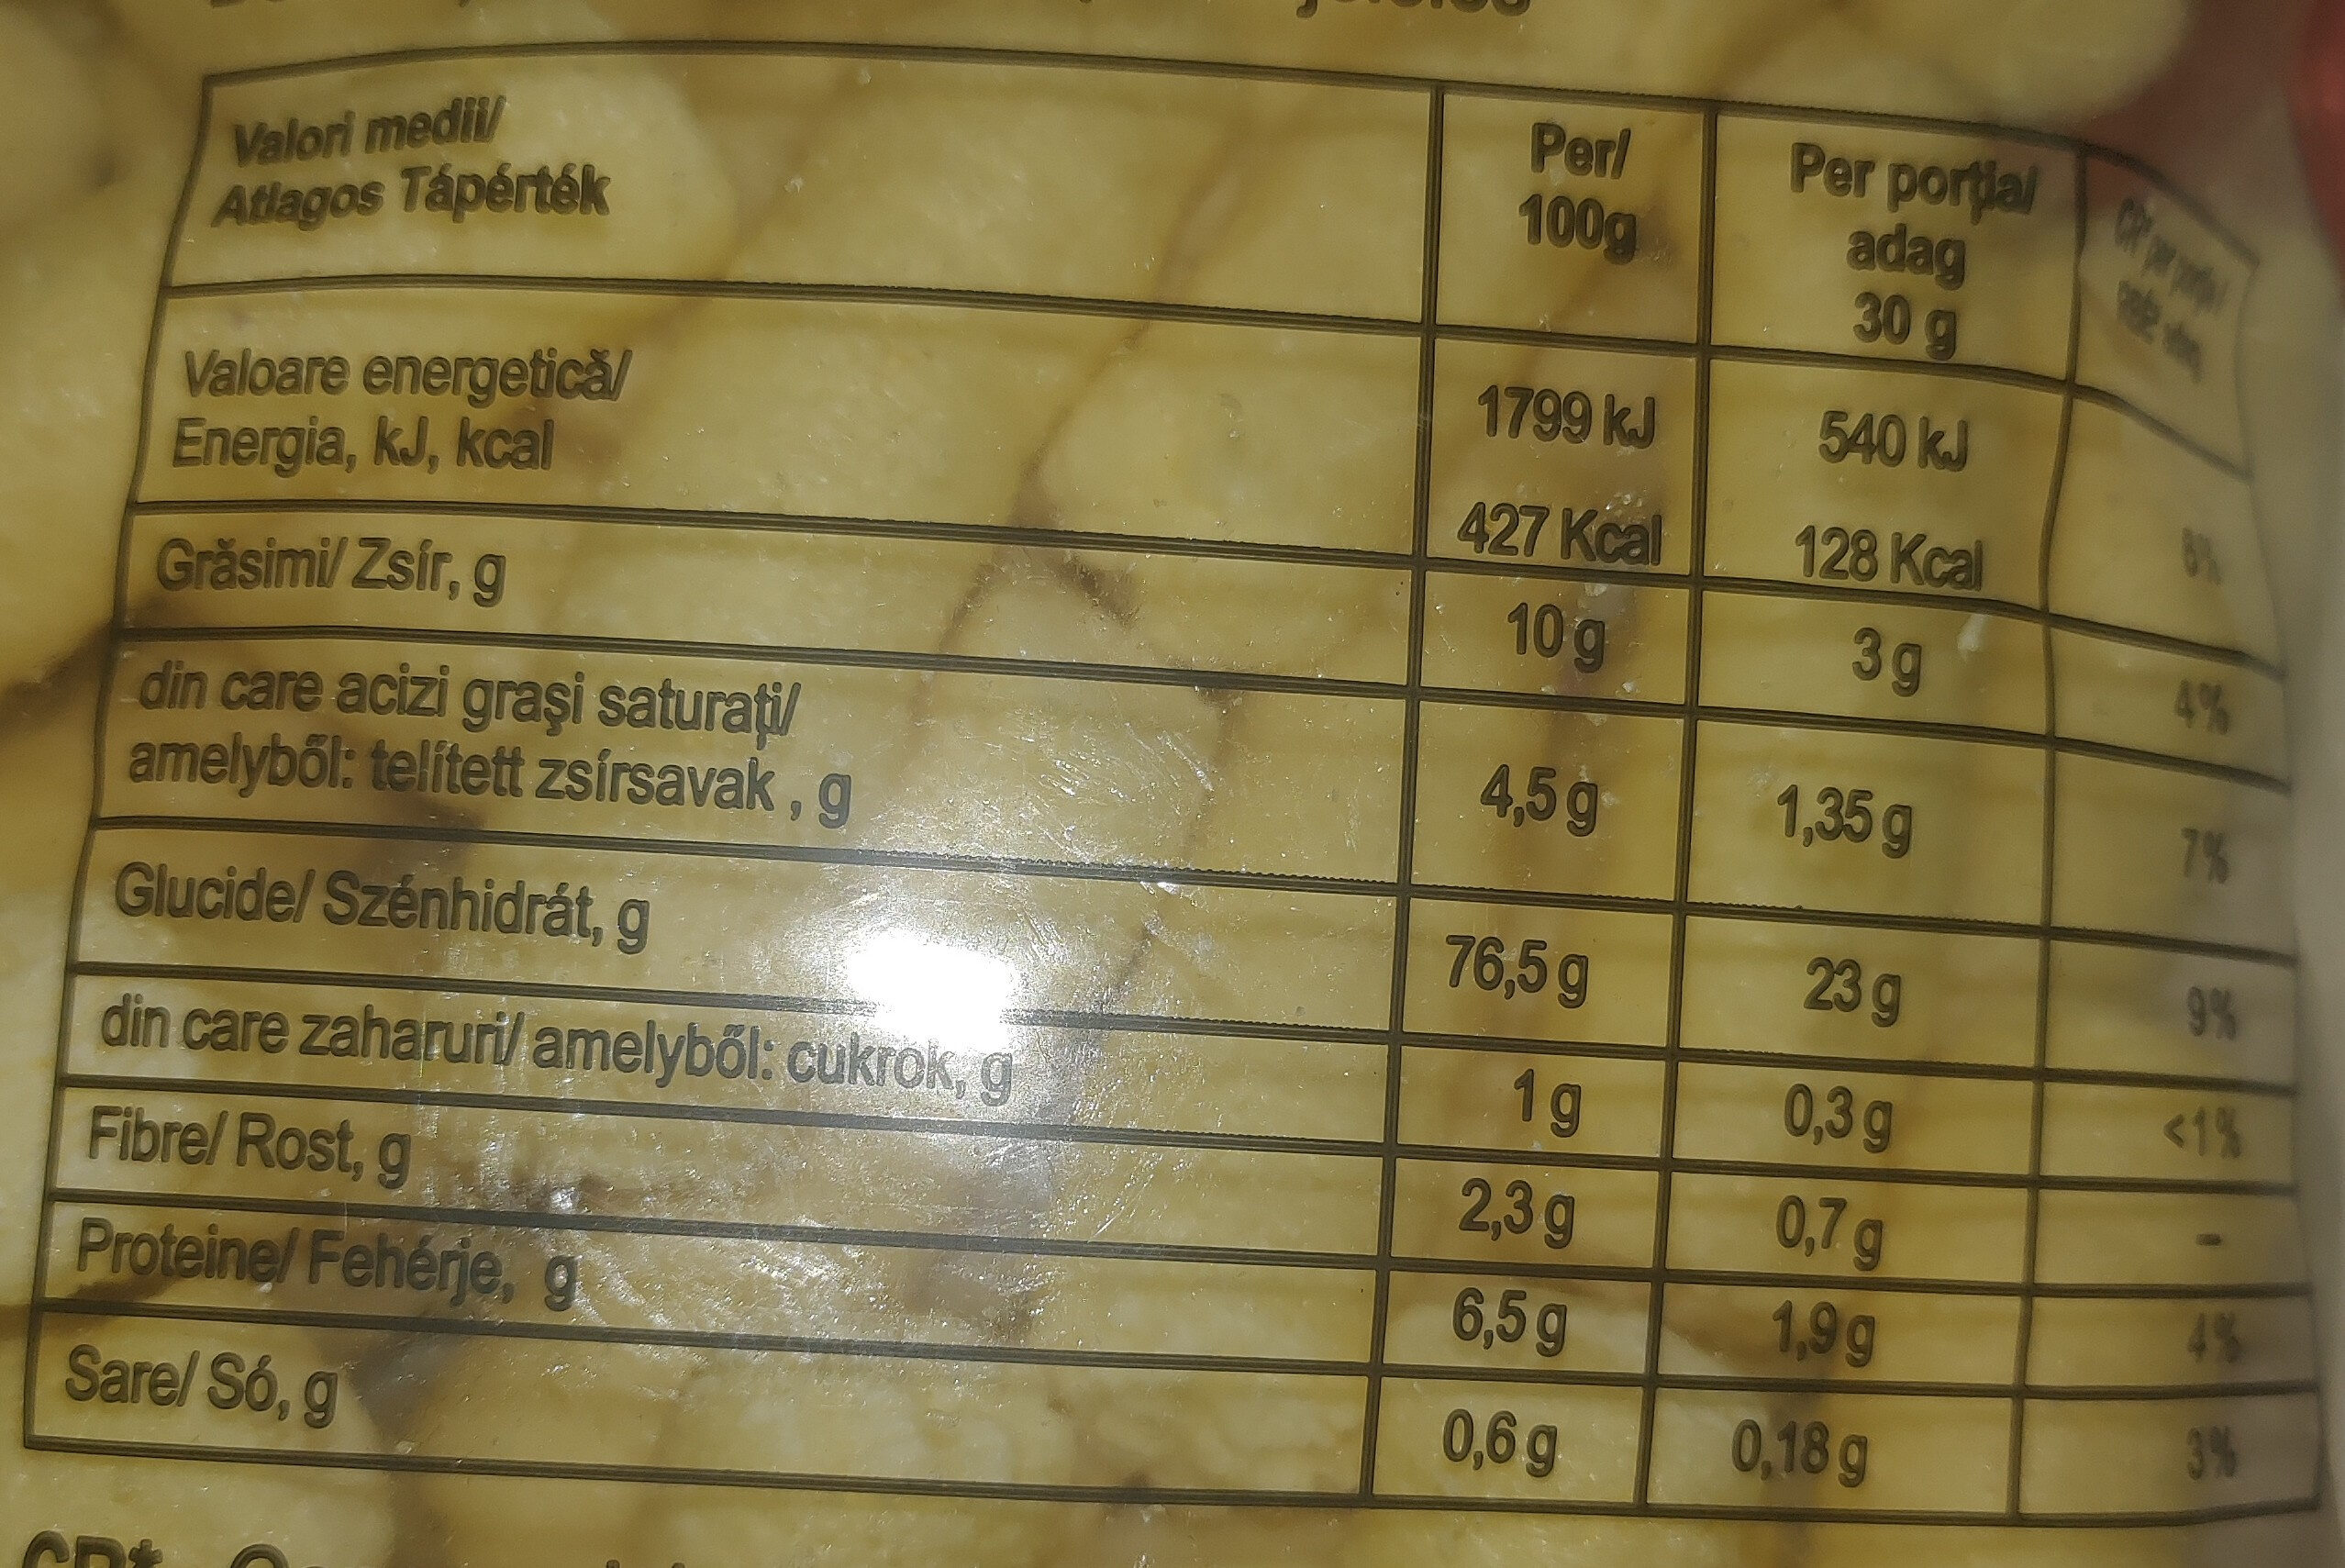 Valori medii/
Atlagos Tápérték
Per/
100g
Per porția/
adag
30 g
Valoare energetică/
Energia, kJ, kcal
1799 kJ
540 kJ
427 Kcal
128 Kcal
Grăsimi/ Zsír, g
10 g
3 g
4%
din care acizi graşi saturaţi/
amelyből: telített zsírsavak , g
4,5 g
1,35 g
7%
Glucide/ Szénhidrát, g
76,5 g
23 g
9%
din care zaharuri/ amelyből: cukrok, g
1 g
0,3 g
<1%
Fibre/ Rost, g
2,3 g
0,7 g
-
Proteine/ Fehérje, g
6,5 g
1,9 g
4%
Sare/ Só, g
0,6 g
0,18 g
3%